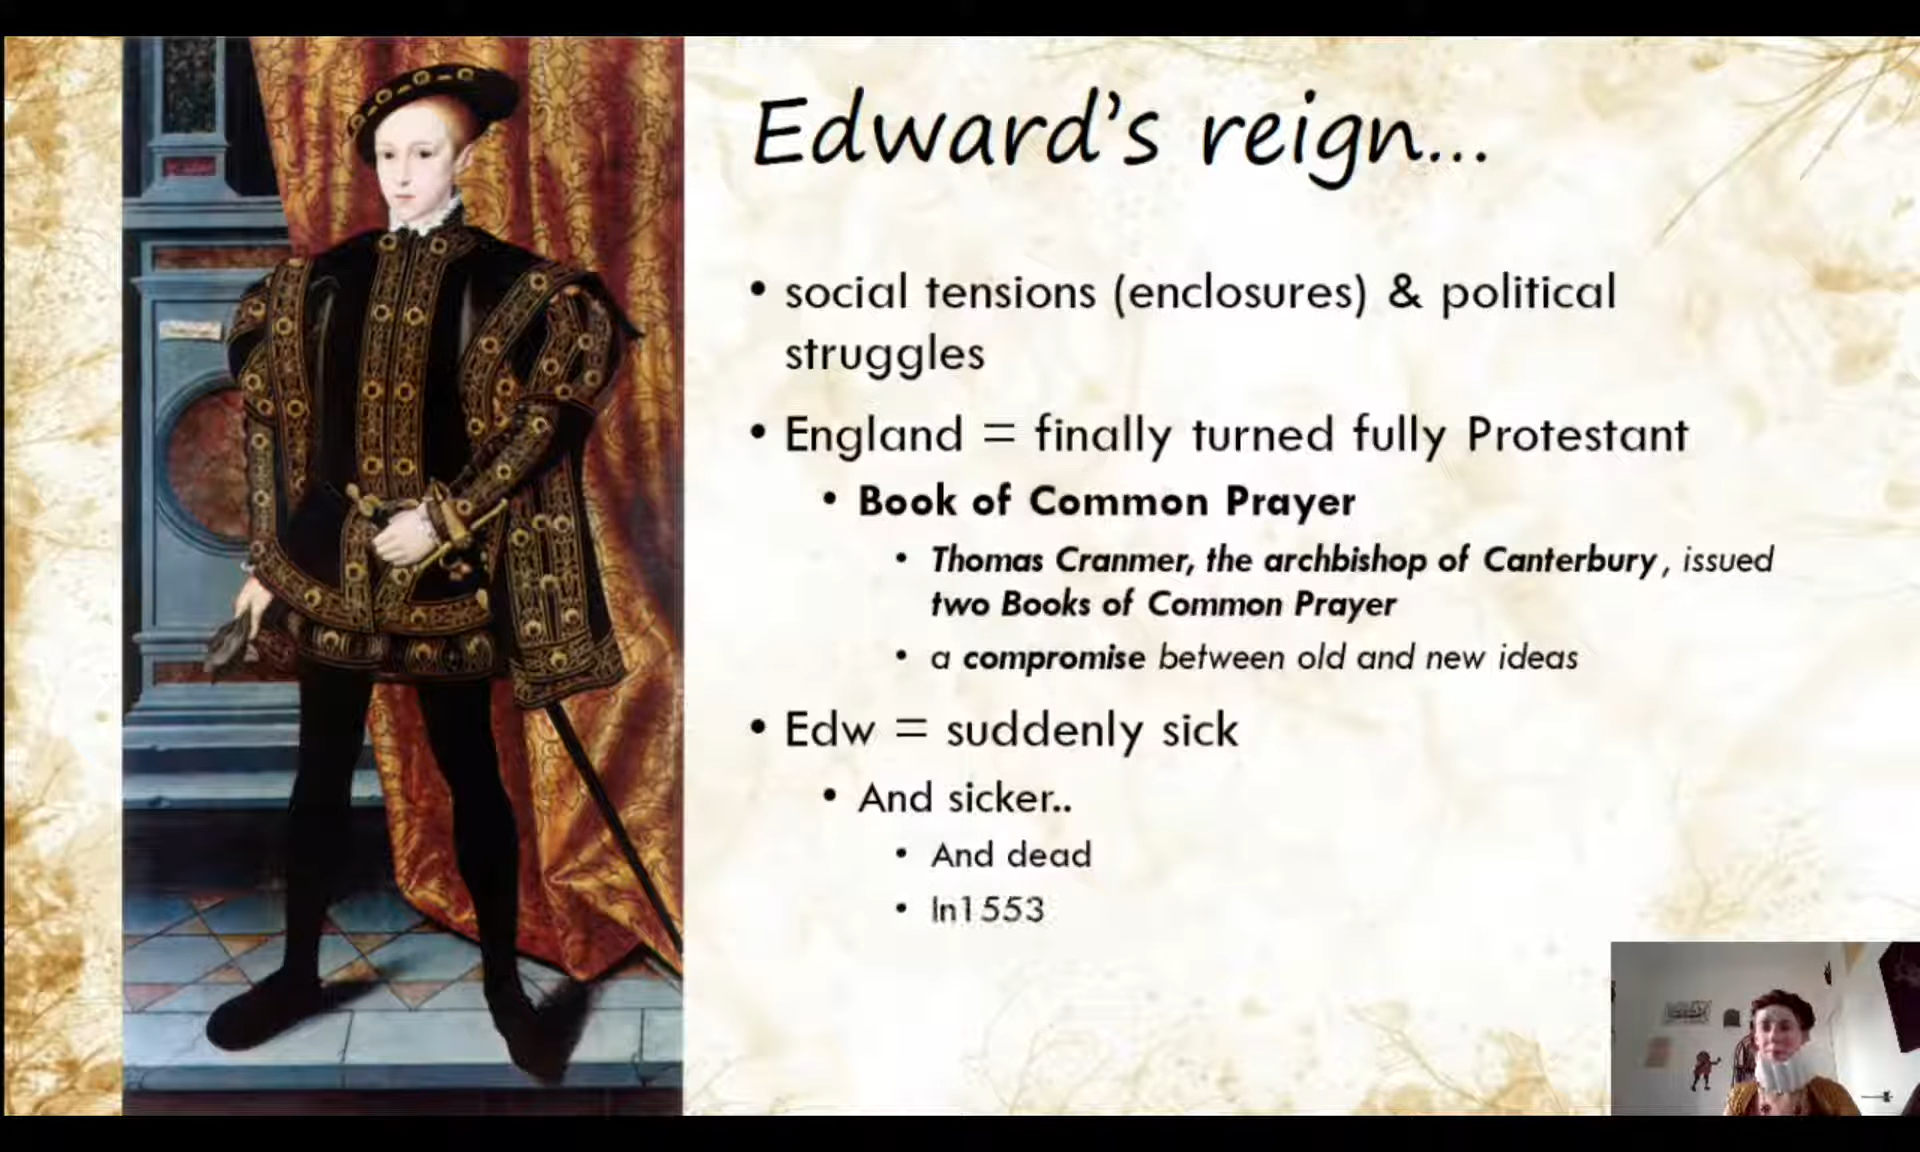 Edward's reign...
• social tensions (enclosures) & political
struggles
• England = finally turned fully Protestant
• Book of Common Prayer
• Thomas Cranmer, the archbishop of Canterbury, issued
two Books of Common Prayer
• a compromise between old and new ideas
• Edw = suddenly sick
• And sicker..
• And dead
• In1553